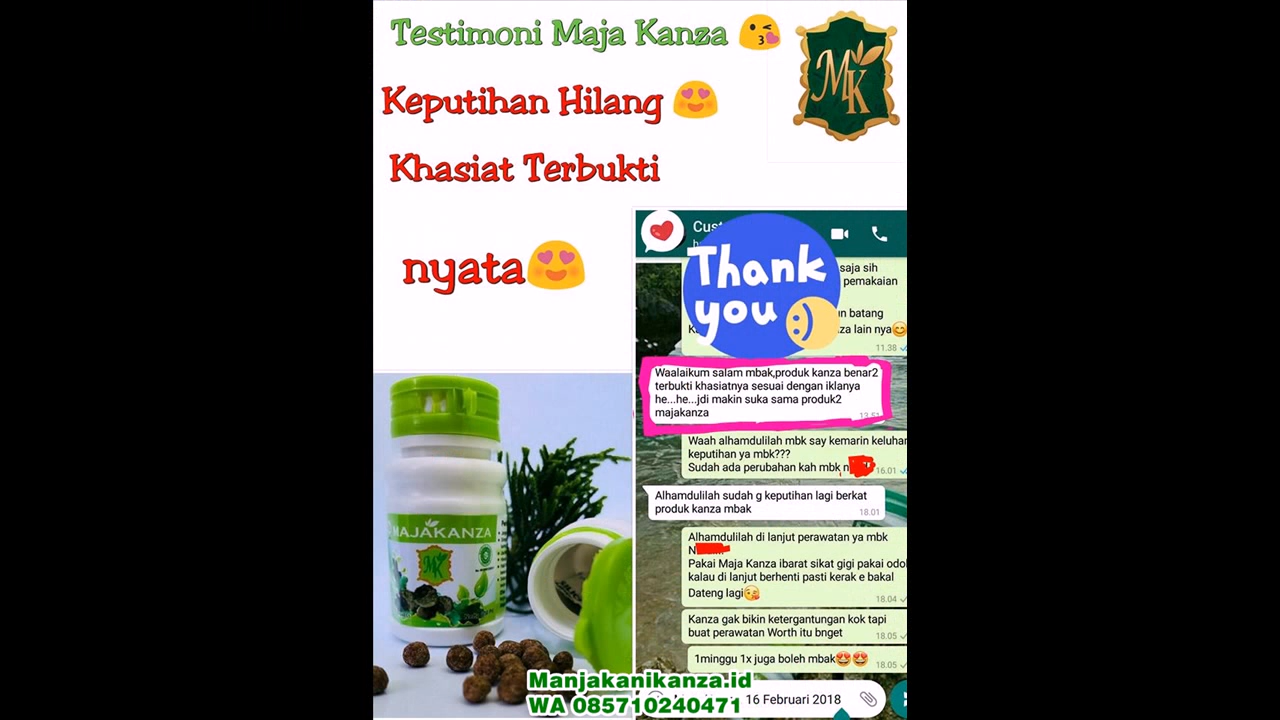 Testimoni Maja Kanza 😘
MK
Keputihan Hilang 😍
Khasiat Terbukti
nyata😍
Thank
you
saja sih
pemakaian
batang
lain nya😊
11.38
Waalaikum salam mbak,produk kanza benar2
terbukti khasiatnya sesuai dengan iklanya
he...he...jdi makin suka sama produk2
majakanza
13.51
Waah alhamdulilah mbk say kemarin keluhan
keputihan ya mbk???
Sudah ada perubahan kah mbk
16.01
Alhamdulilah sudah g keputihan lagi berkat
produk kanza mbak
18.01
Alhamdulilah di lanjut perawatan ya mbk
Pakai Maja Kanza ibarat sikat gigi pakai odol
kalau di lanjut berhenti pasti kerak e bakal
Dateng lagi😘
18.04
Kanza gak bikin ketergantungan kok tapi
buat perawatan Worth itu bnget
18.05
1minggu 1x juga boleh mbak🤩🤩
18.05
16 Februari 2018
MAJAKANZA
MK
Manjakanikanza.id
WA 085710240471